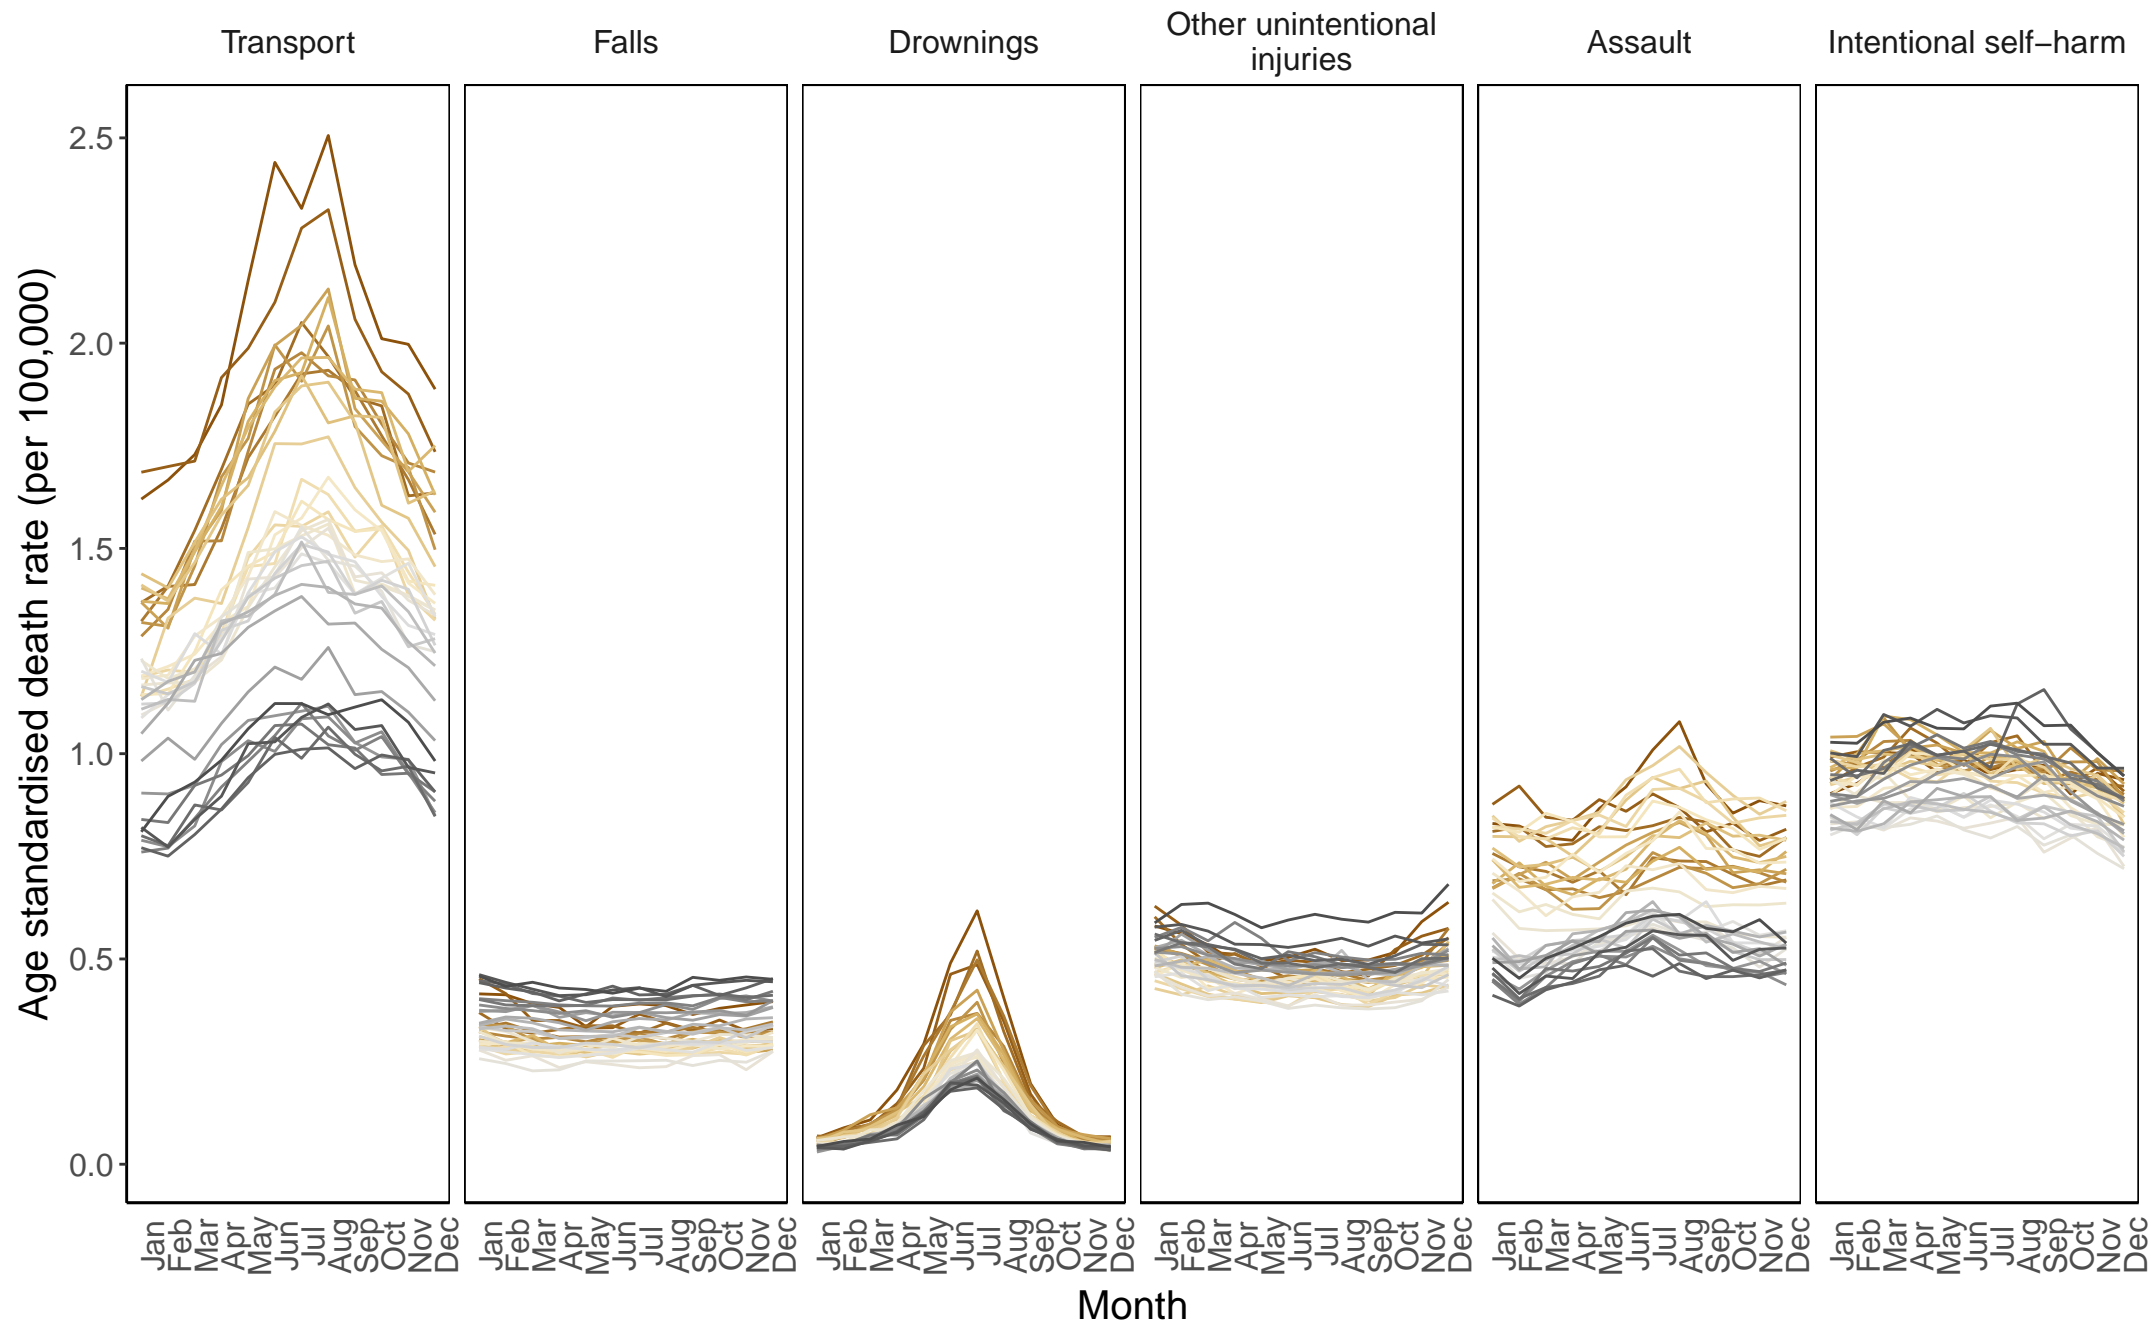 Transport
Falls
Drownings
Other unintentional
injuries
Assault
Intentional self−harm
Age standardised death rate (per 100,000)
2.5
2.0
1.5
1.0
0.5
0.0
Jan Feb Mar Apr May Jun Jul Aug Sep Oct Nov Dec
Jan Feb Mar Apr May Jun Jul Aug Sep Oct Nov Dec
Jan Feb Mar Apr May Jun Jul Aug Sep Oct Nov Dec
Jan Feb Mar Apr May Jun Jul Aug Sep Oct Nov Dec
Jan Feb Mar Apr May Jun Jul Aug Sep Oct Nov Dec
Jan Feb Mar Apr May Jun Jul Aug Sep Oct Nov Dec
Month